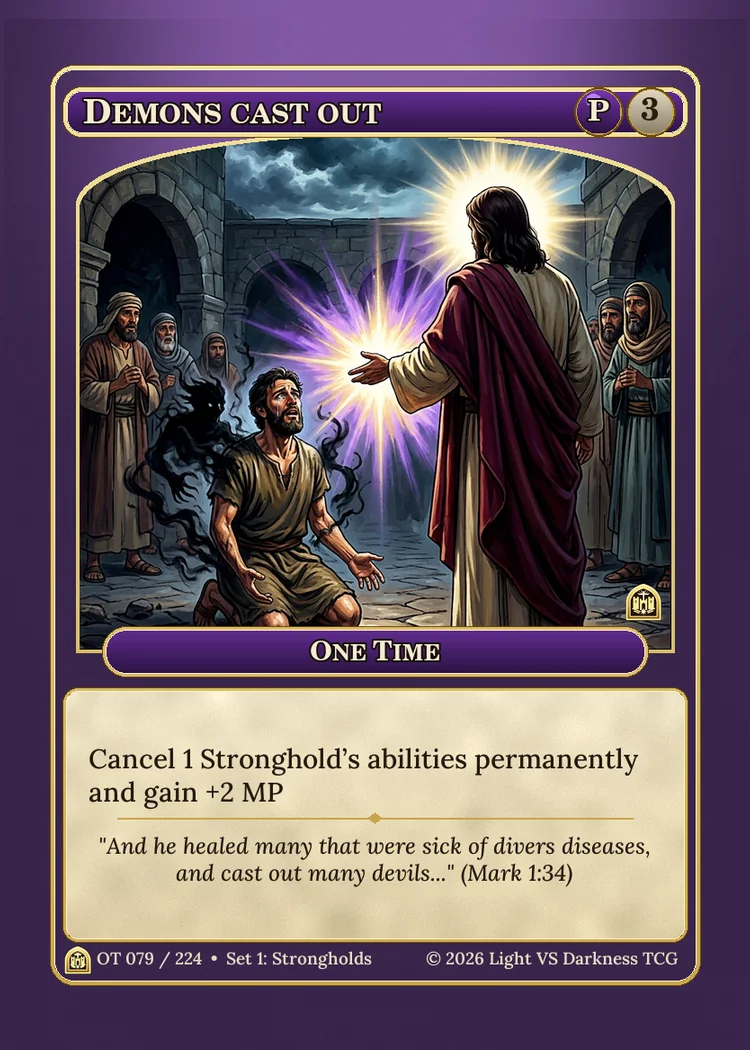 DEMONS CAST OUT P 3
ONE TIME
Cancel 1 Stronghold's abilities permanently
and gain +2 MP
"And he healed many that were sick of divers diseases,
and cast out many devils..." (Mark 1:34)
OT 079 / 224 • Set 1: Strongholds © 2026 Light VS Darkness TCG